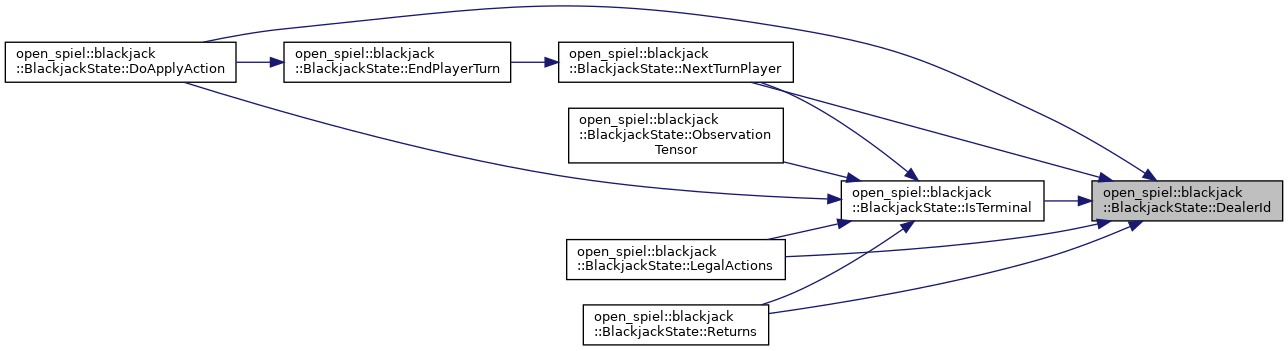 open_spiel::blackjack
::BlackjackState::DoApplyAction
open_spiel::blackjack
::BlackjackState::EndPlayerTurn
open_spiel::blackjack
::BlackjackState::NextTurnPlayer
open_spiel::blackjack
::BlackjackState::Observation
Tensor
open_spiel::blackjack
::BlackjackState::IsTerminal
open_spiel::blackjack
::BlackjackState::DealerId
open_spiel::blackjack
::BlackjackState::LegalActions
open_spiel::blackjack
::BlackjackState::Returns